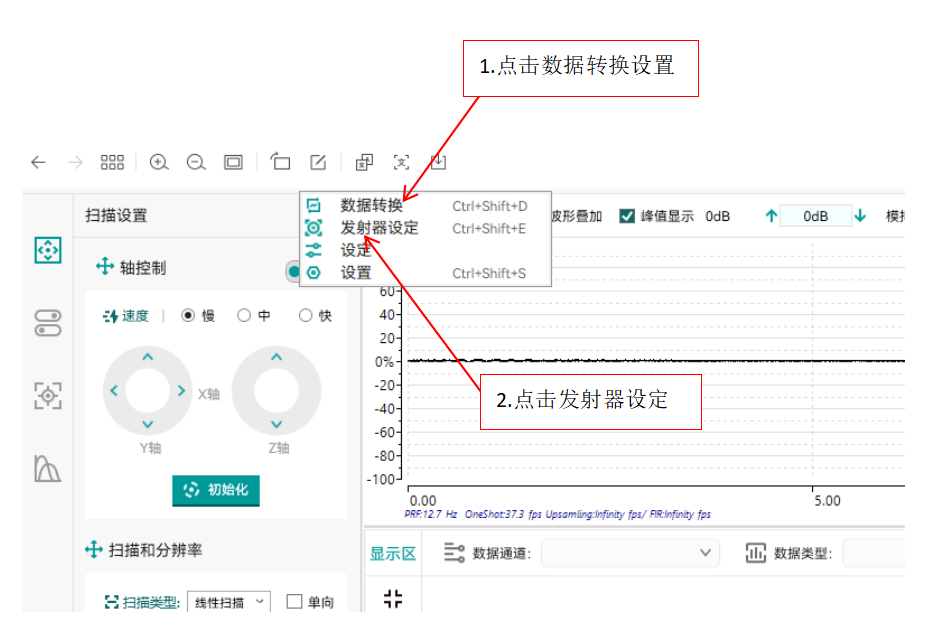 1.点击数据转换设置
扫描设置
数据转换 Ctrl+Shift+D
发射器设定 Ctrl+Shift+E
设定
设置 Ctrl+Shift+S
波形叠加 峰值显示 0dB 0dB 模拟
轴控制
速度 慢 中 快
X轴
Y轴 Z轴
初始化
60
40
20
0%
-20
-40
-60
-80
-100
2.点击发射器设定
0.00 5.00
PRF:12.7 Hz OneShot:37.3 fps Upsamling:Infinity fps/ FIR:Infinity fps
扫描和分辨率
显示区 数据通道: 数据类型:
扫描类型: 线性扫描 单向